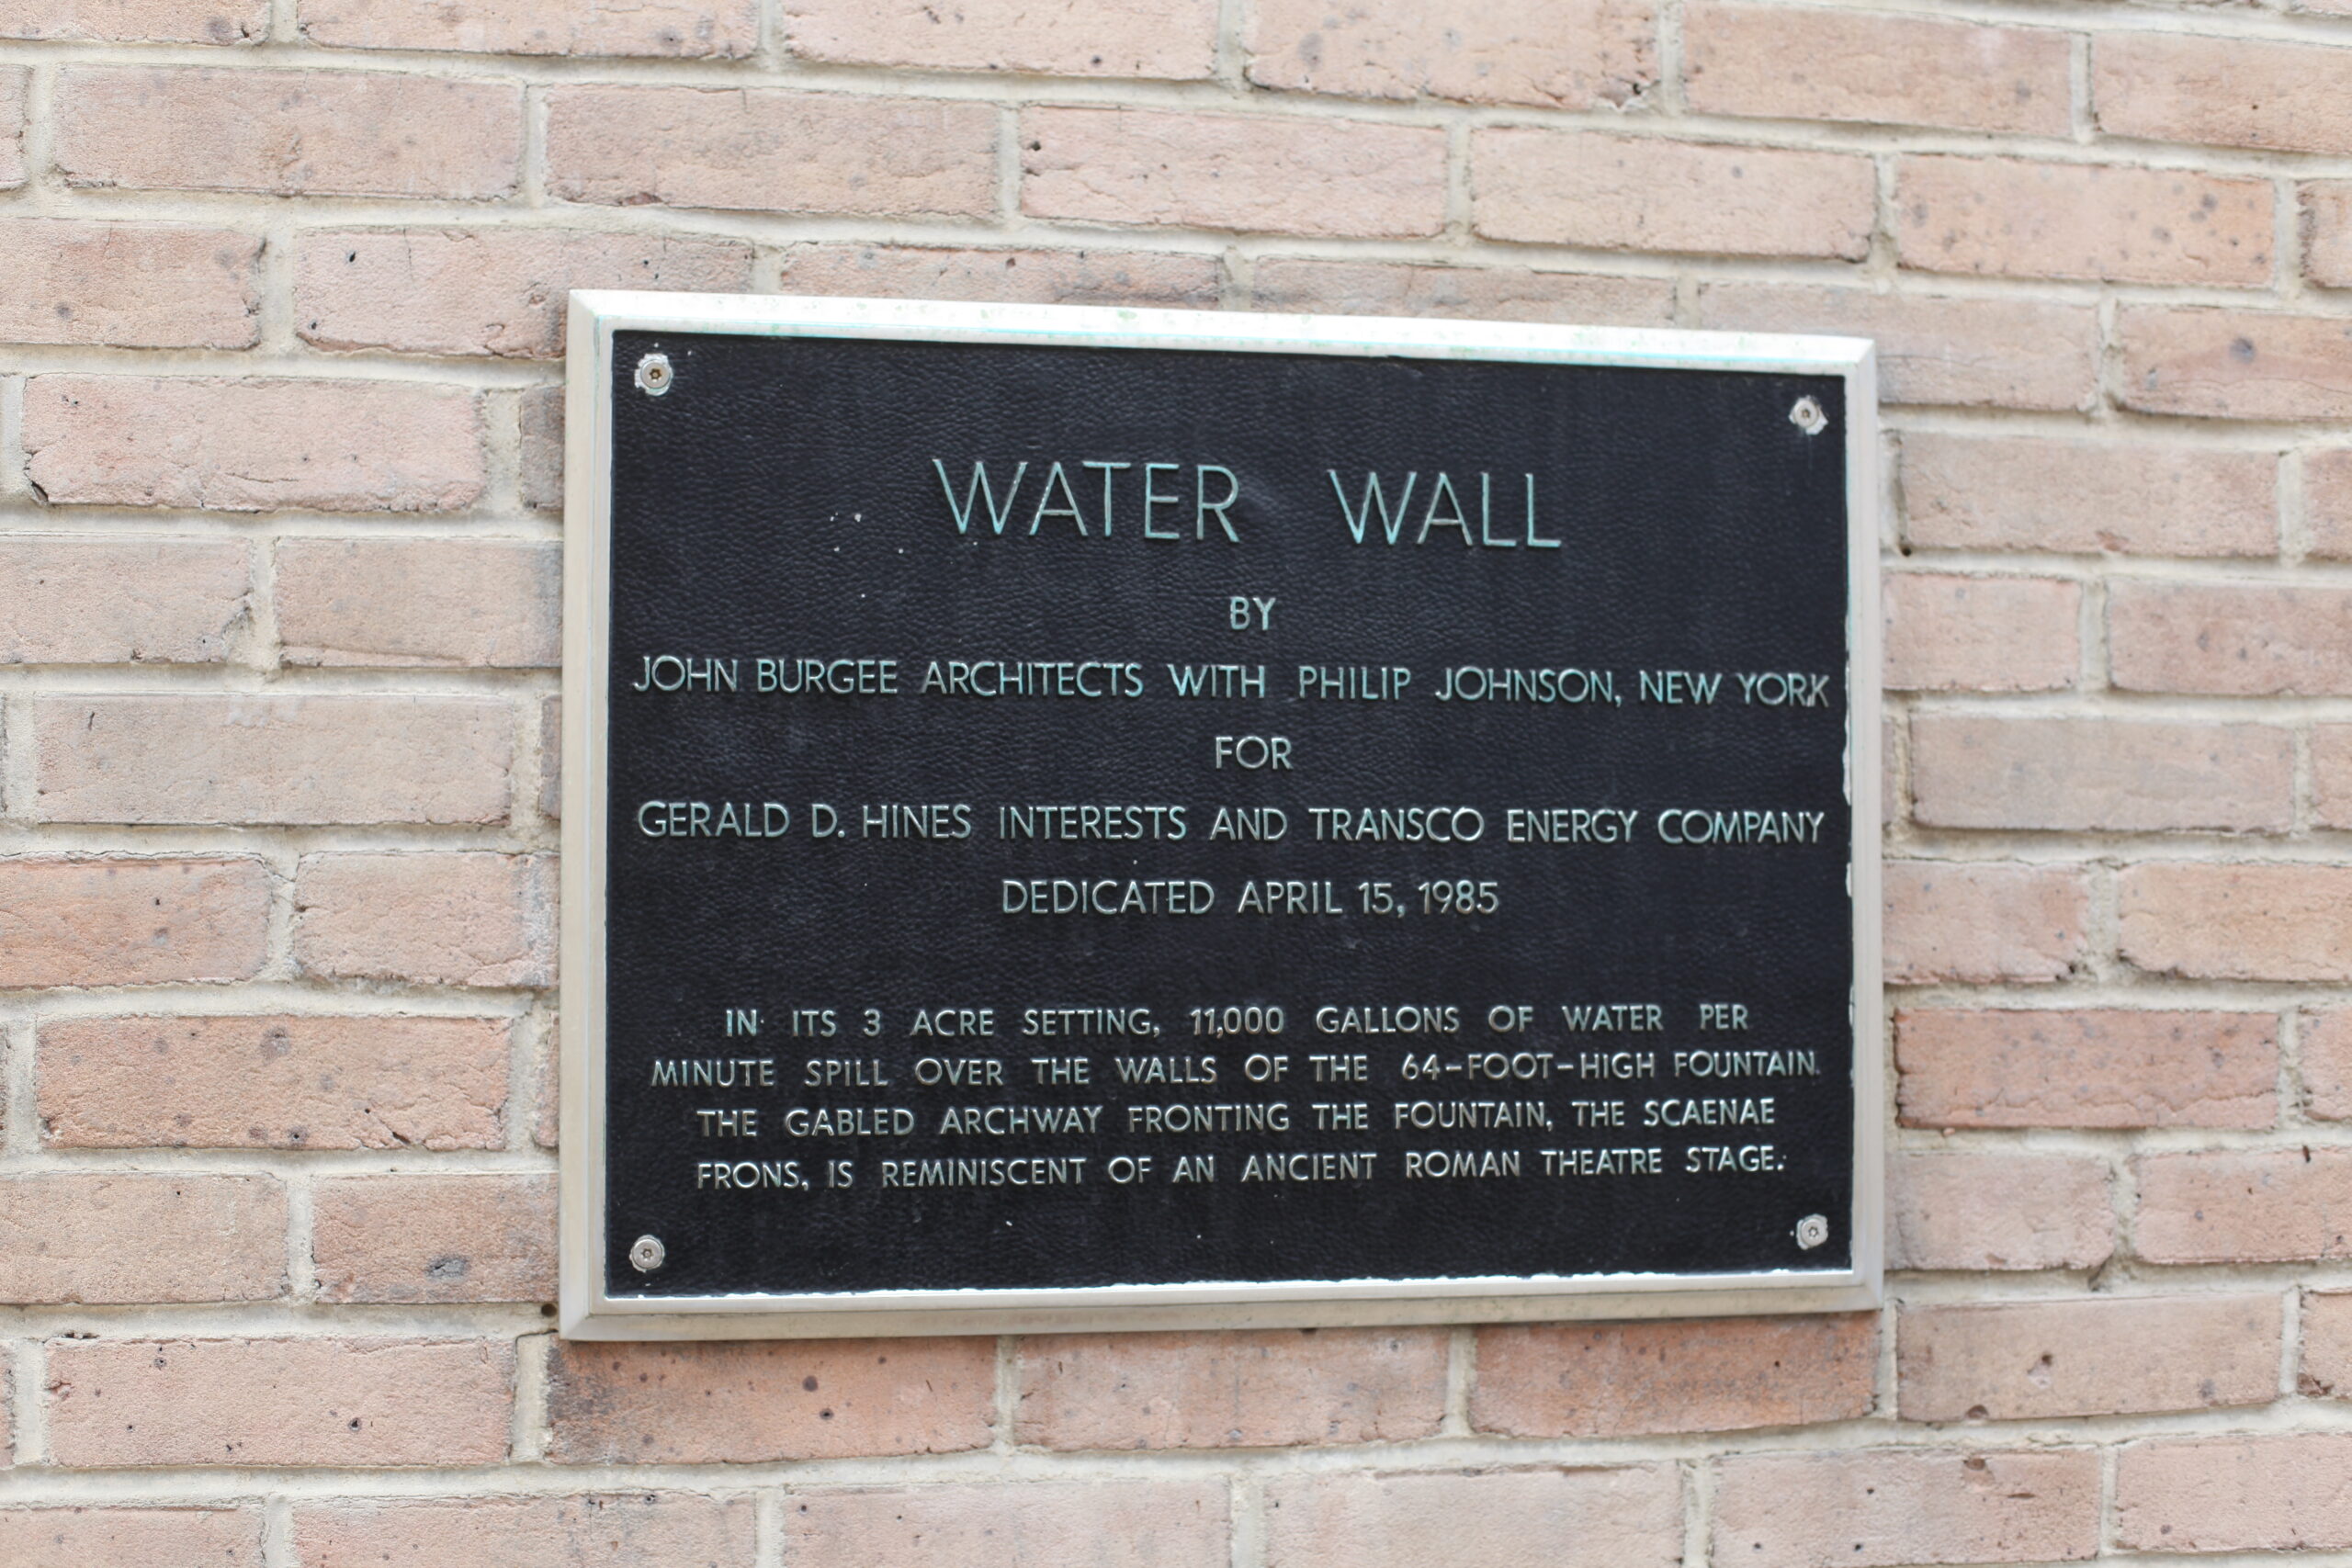 WATER WALL
BY
JOHN BURGEE ARCHITECTS WITH PHILIP JOHNSON, NEW YORK
FOR
GERALD D. HINES INTERESTS AND TRANSCO ENERGY COMPANY
DEDICATED APRIL 15, 1985
IN ITS 3 ACRE SETTING, 11,000 GALLONS OF WATER PER
MINUTE SPILL OVER THE WALLS OF THE 64-FOOT-HIGH FOUNTAIN.
THE GABLED ARCHWAY FRONTING THE FOUNTAIN, THE SCAENAE
FRONS, IS REMINISCENT OF AN ANCIENT ROMAN THEATRE STAGE.